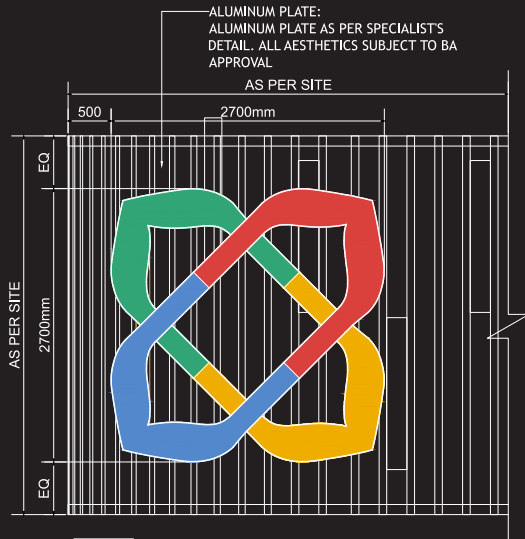 ALUMINUM PLATE:
ALUMINUM PLATE AS PER SPECIALIST'S
DETAIL. ALL AESTHETICS SUBJECT TO BA
APPROVAL
AS PER SITE
500
2700mm
EQ
AS PER SITE
2700mm
EQ